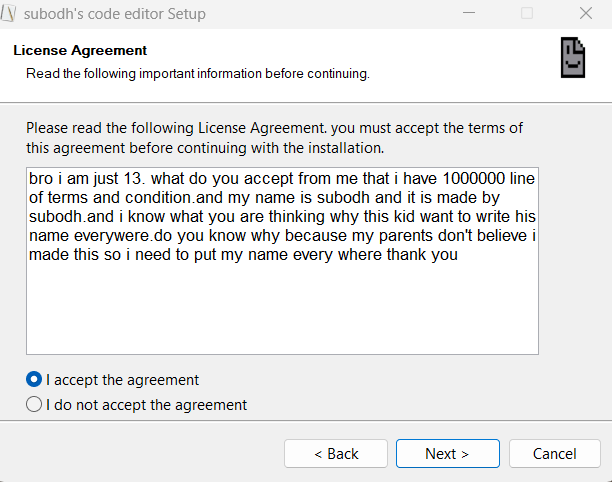 subodh's code editor Setup
License Agreement
Read the following important information before continuing.
Please read the following License Agreement. you must accept the terms of
this agreement before continuing with the installation.
bro i am just 13. what do you accept from me that i have 1000000 line
of terms and condition.and my name is subodh and it is made by
subodh.and i know what you are thinking why this kid want to write his
name everywere.do you know why because my parents don't believe i
made this so i need to put my name every where thank you
I accept the agreement
I do not accept the agreement
< Back
Next >
Cancel